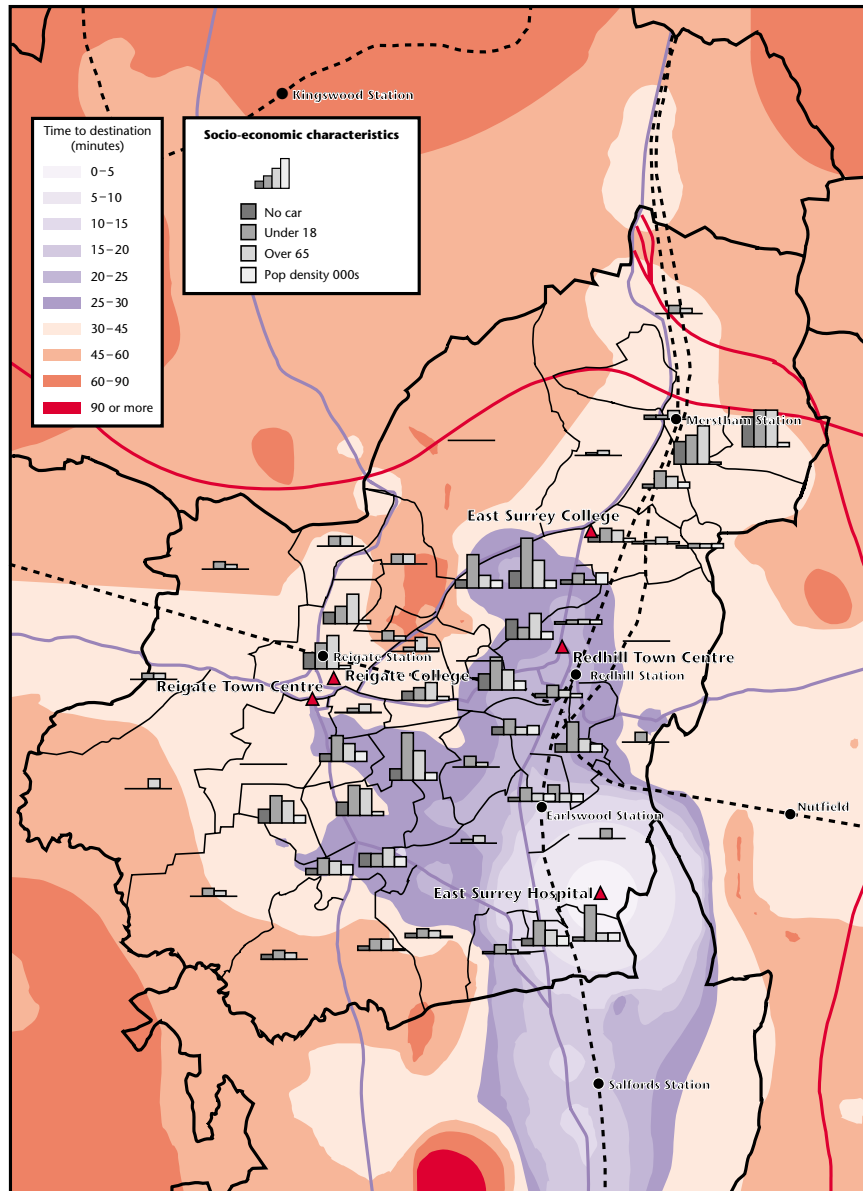 Kingswood Station
Time to destination
(minutes)
0–5
5–10
10–15
15–20
20–25
25–30
30–45
45–60
60–90
90 or more
Socio-economic characteristics
No car
Under 18
Over 65
Pop density 000s
Merstham Station
East Surrey College
Redhill Town Centre
Reigate Station
Reigate College
Redhill Station
Reigate Town Centre
Nutfield
Earlswood Station
East Surrey Hospital
Salfords Station